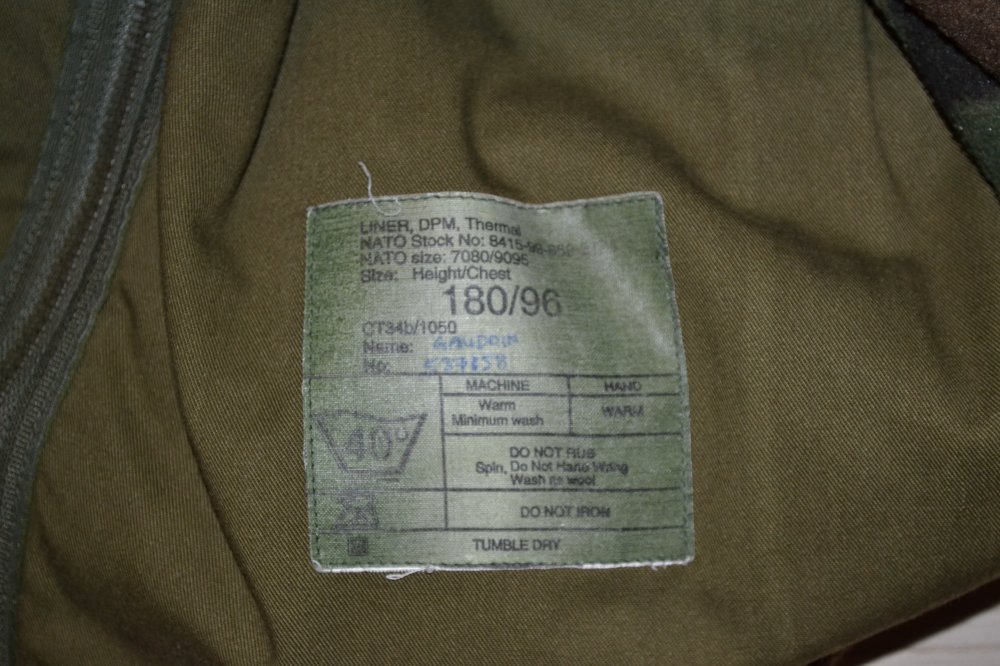 LINER, DPM, Thermal
NATO Stock No: 8415-99-
NATO size: 7080/9095
Size: Height/Chest
180/96
CT34b/1050
Name:
No:
MACHINE HAND
Warm WARM
Minimum wash
40°
DO NOT RUB
Spin, Do Not Hand Wring
Wash as wool
DO NOT IRON
TUMBLE DRY